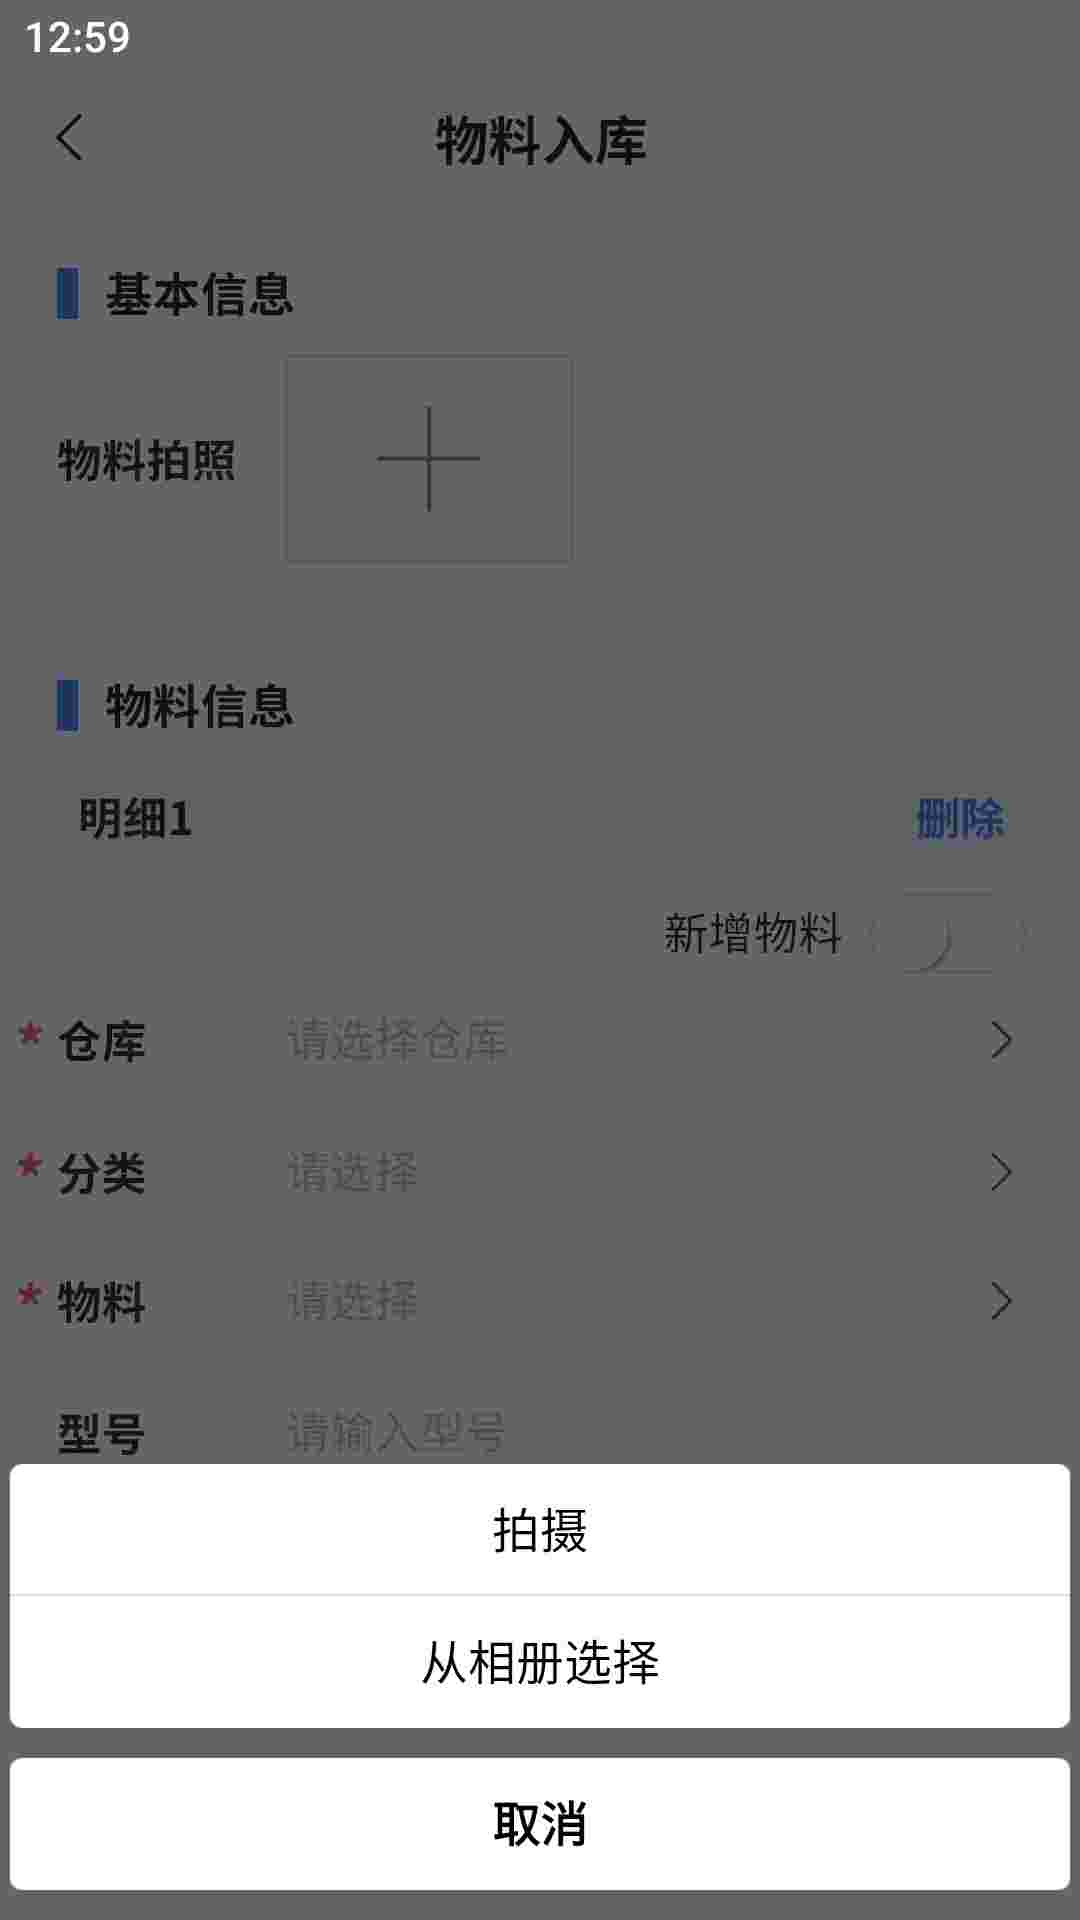 12:59
物料入库
基本信息
物料拍照
物料信息
明细1 删除
新增物料
* 仓库 请选择仓库
* 分类 请选择
* 物料 请选择
型号 请输入型号
拍摄
从相册选择
取消